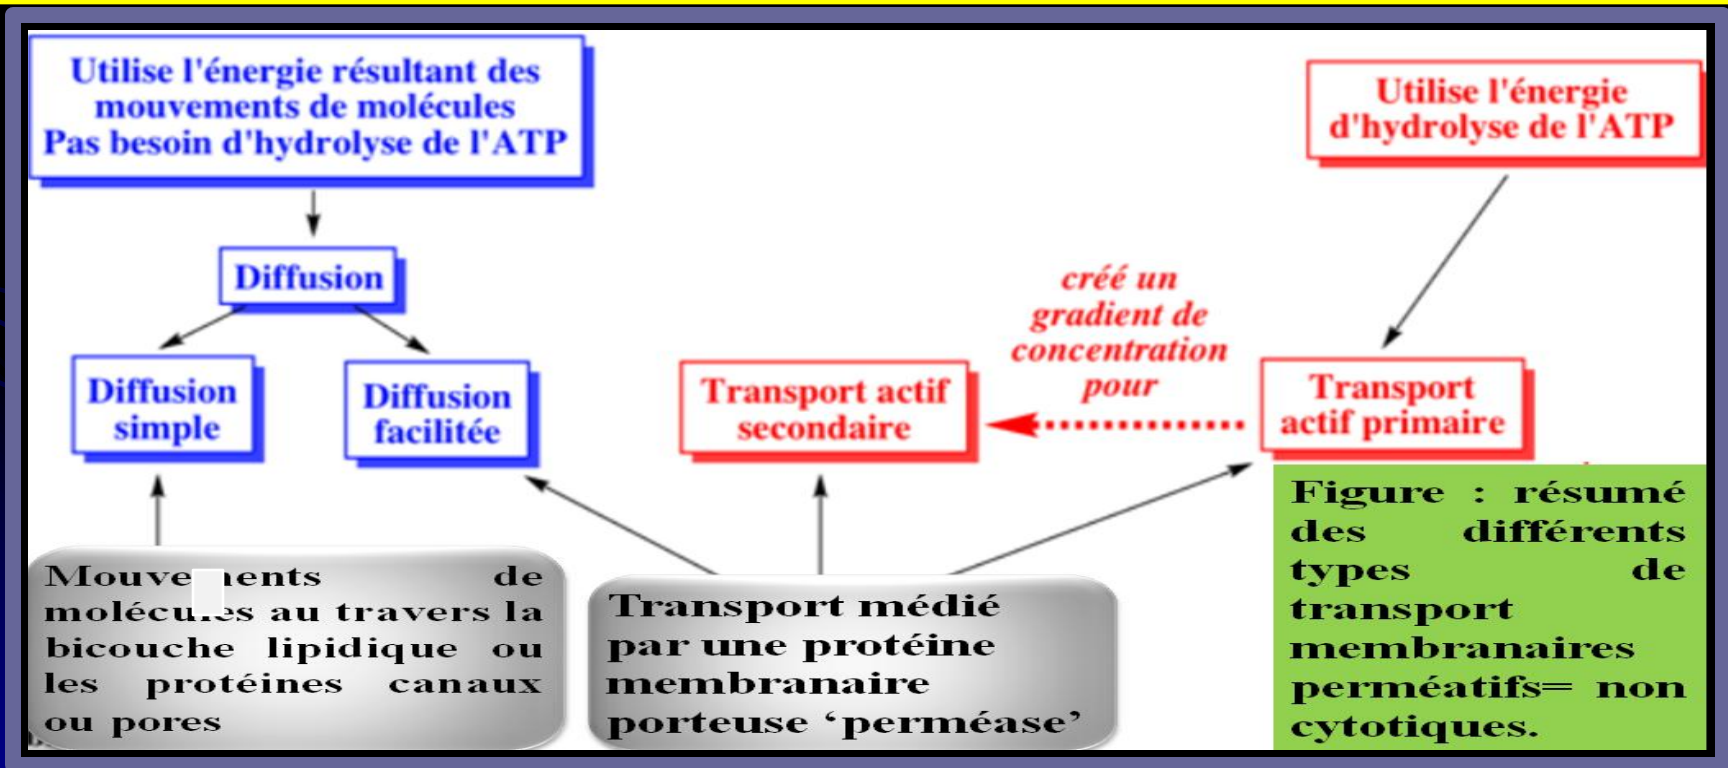 Utilise l'énergie résultant des
mouvements de molécules
Pas besoin d'hydrolyse de l'ATP
Utilise l'énergie
d'hydrolyse de l'ATP
Diffusion
créé un
gradient de
concentration
pour
Diffusion
simple
Diffusion
facilitée
Transport actif
secondaire
Transport
actif primaire
de
au travers la
bicouche lipidique ou
les protéines canaux
ou pores
Transport médié
par une protéine
membranaire
porteuse ‘perméase’
Figure : résumé
des différents
types de
transport
membranaires
perméatifs= non
cytotiques.